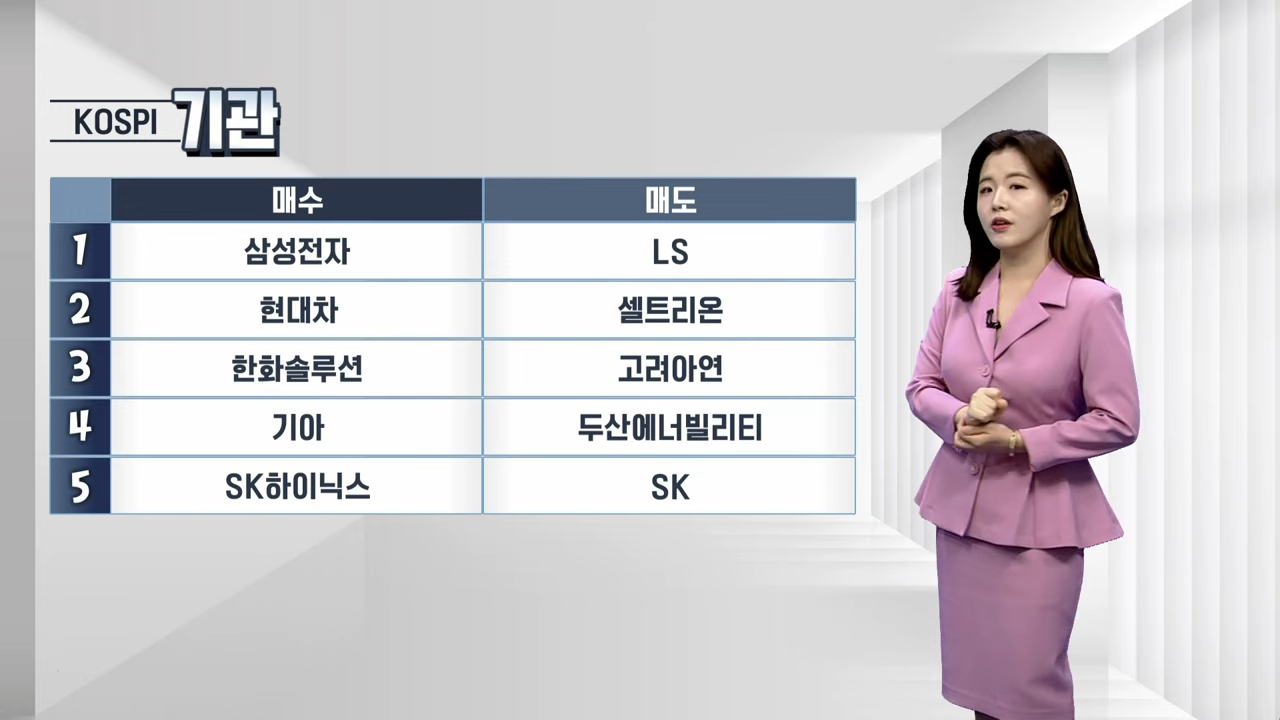 KOSPI 기관
매수 매도
1 삼성전자 LS
2 현대차 셀트리온
3 한화솔루션 고려아연
4 기아 두산에너빌리티
5 SK하이닉스 SK